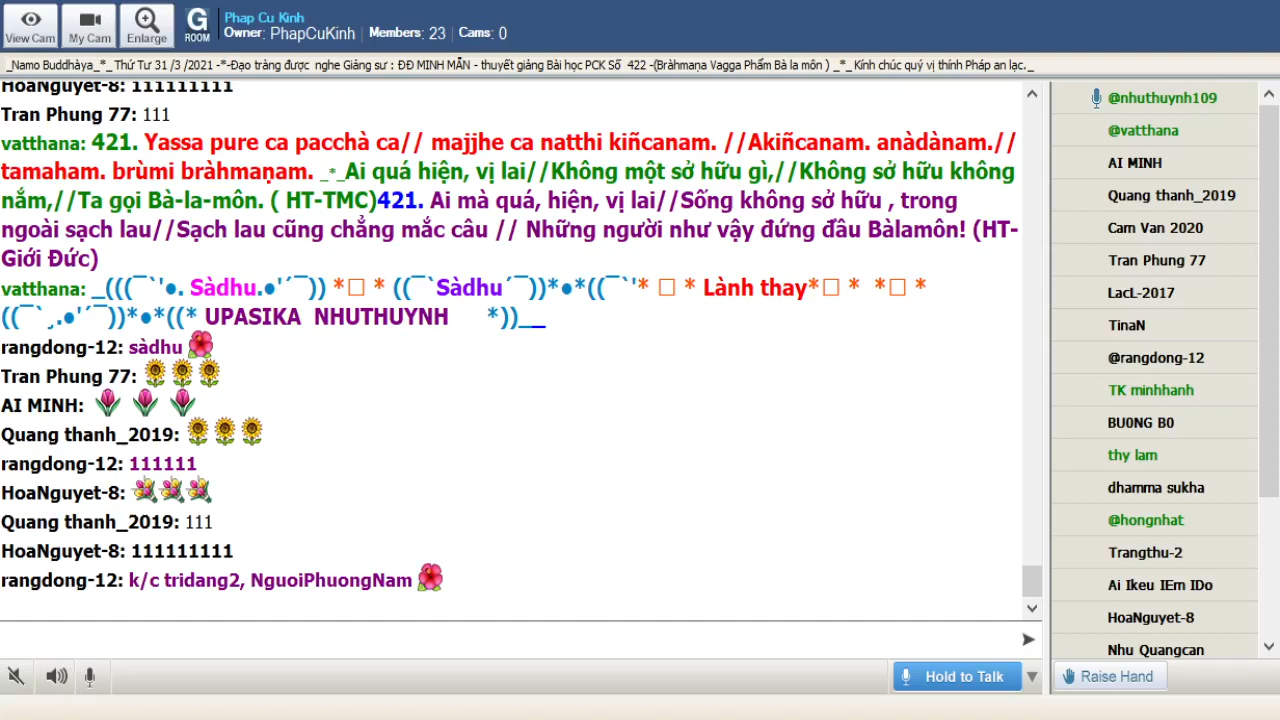 View Cam
My Cam
Enlarge
G
ROOM
Phap Cu Kinh
Owner: PhapCuKinh | Members: 23 | Cams: 0
_Namo Buddhàya_*_ Thứ Tư 31 /3 /2021 -*-Đạo tràng được nghe Giảng sư : ĐĐ MINH MẪN - thuyết giảng Bài học PCK Số 422 -(Bràhmaṇa Vagga Phẩm Bà la môn ) _*_ Kính chúc quý vị thính Pháp an lạc._
HoaNguyet-8: 111111111
Tran Phung 77: 111
vatthana: 421. Yassa pure ca pacchà ca// majjhe ca natthi kiñcanam. //Akiñcanam. anàdànam.//
tamaham. brùmi bràhmaṇam. _*_Ai quá hiện, vị lai//Không một sở hữu gì,//Không sở hữu không
nắm,//Ta gọi Bà-la-môn. ( HT-TMC)421. Ai mà quá, hiện, vị lai//Sống không sở hữu , trong
ngoài sạch lau//Sạch lau cũng chẳng mắc câu // Những người như vậy đứng đầu Bàlamôn! (HT-
Giới Đức)
vatthana: _(((¯`'●. Sàdhu.●'´¯)) *□ * ((¯`Sàdhu´¯))*●*((¯`'* □ * Lành thay*□ * *□ *
((¯`¸.●'´¯))*●*((* UPASIKA NHUTHUYNH *))__
rangdong-12: sàdhu
Tran Phung 77:
AI MINH:
Quang thanh_2019:
rangdong-12: 111111
HoaNguyet-8:
Quang thanh_2019: 111
HoaNguyet-8: 111111111
rangdong-12: k/c tridang2, NguoiPhuongNam
Hold to Talk
@nhuthuynh109
@vatthana
AI MINH
Quang thanh_2019
Cam Van 2020
Tran Phung 77
LacL-2017
TinaN
@rangdong-12
TK minhhanh
BU0NG B0
thy lam
dhamma sukha
@hongnhat
Trangthu-2
Ai Ikeu IEm IDo
HoaNguyet-8
Nhu Quangcan
Raise Hand